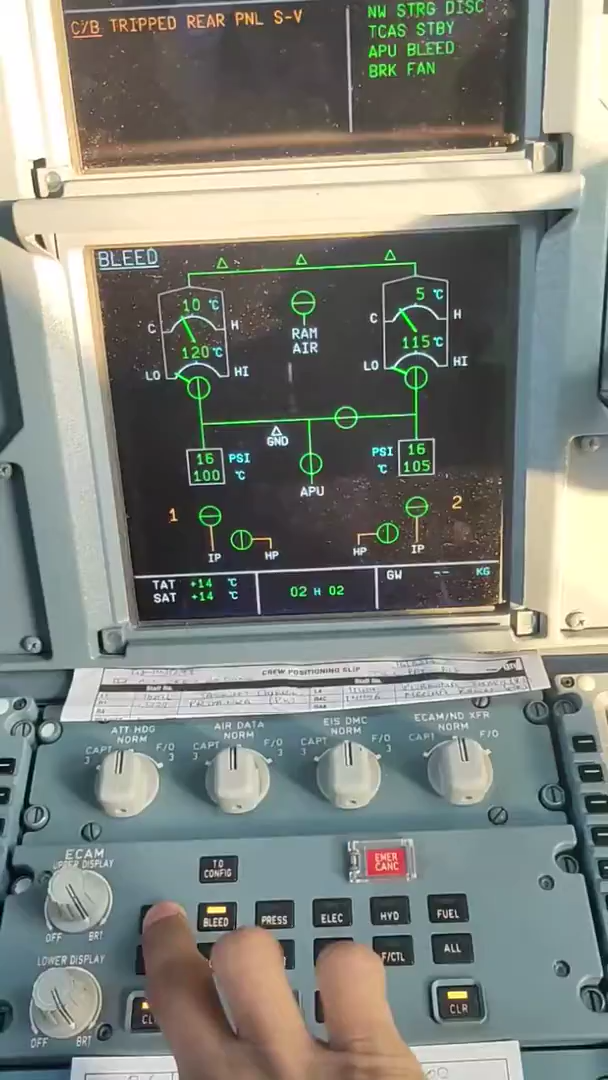 C/B TRIPPED REAR PNL S-V
NW STRG DISC
TCAS STBY
APU BLEED
BRK FAN
BLEED
10 °C
5 °C
C H
C H
RAM
AIR
120 °C
115 °C
LO HI
LO HI
GND
16 PSI
100 °C
PSI 16
°C 105
APU
1
2
IP HP
HP IP
TAT +14 °C
SAT +14 °C
02 H 02
GW -- KG
CREW POSITIONING SLIP
ATT HDG
NORM
CAPT 3
F/O 3
AIR DATA
NORM
CAPT 3
F/O 3
EIS DMC
NORM
CAPT 3
F/O 3
ECAM/ND XFR
NORM
CAPT
F/O
ECAM
UPPER DISPLAY
OFF BRT
TO
CONFIG
EMER
CANC
BLEED
PRESS
ELEC
HYD
FUEL
F/CTL
ALL
LOWER DISPLAY
OFF BRT
CLR